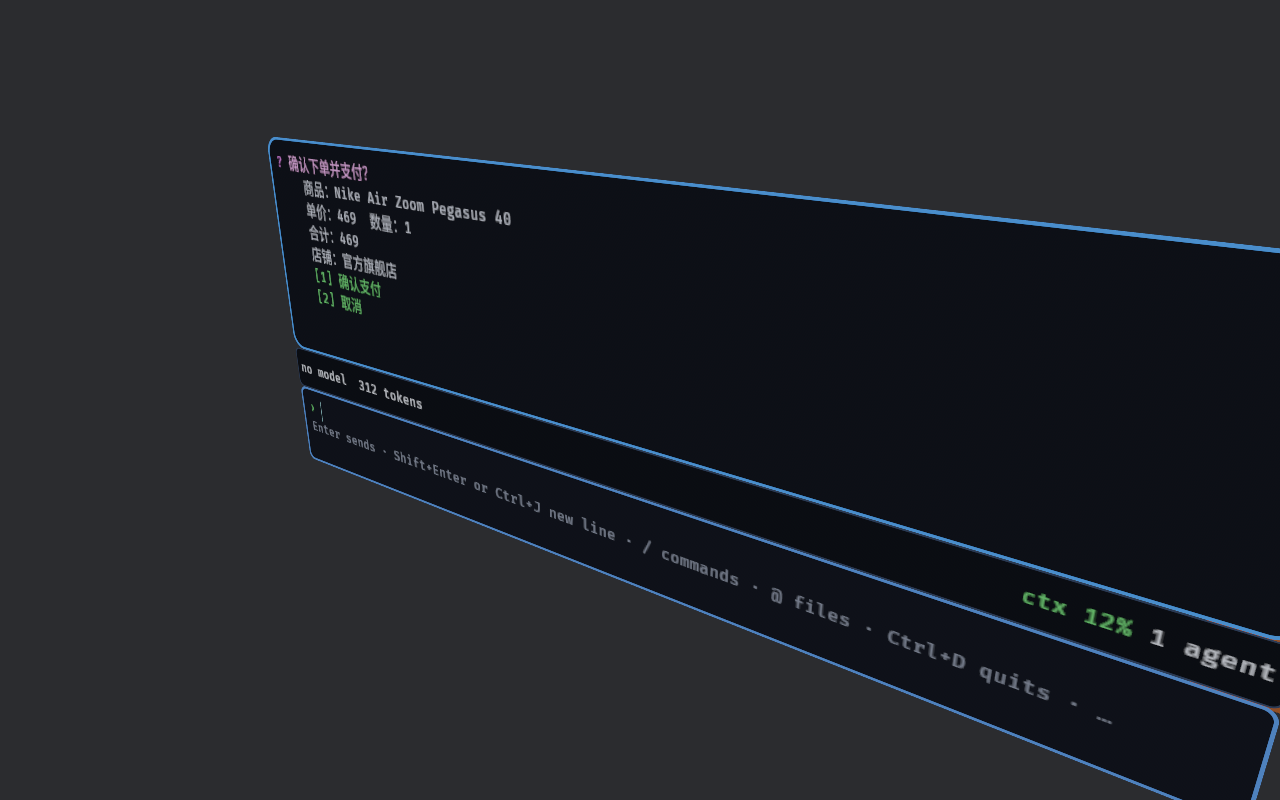 ? 确认下单并支付?
商品: Nike Air Zoom Pegasus 40
单价: 469 数量: 1
合计: 469
店铺: 官方旗舰店
[1] 确认支付
[2] 取消
no model 312 tokens
ctx 12% 1 agent
›
Enter sends · Shift+Enter or Ctrl+J new line · / commands · @ files · Ctrl+D quits · …